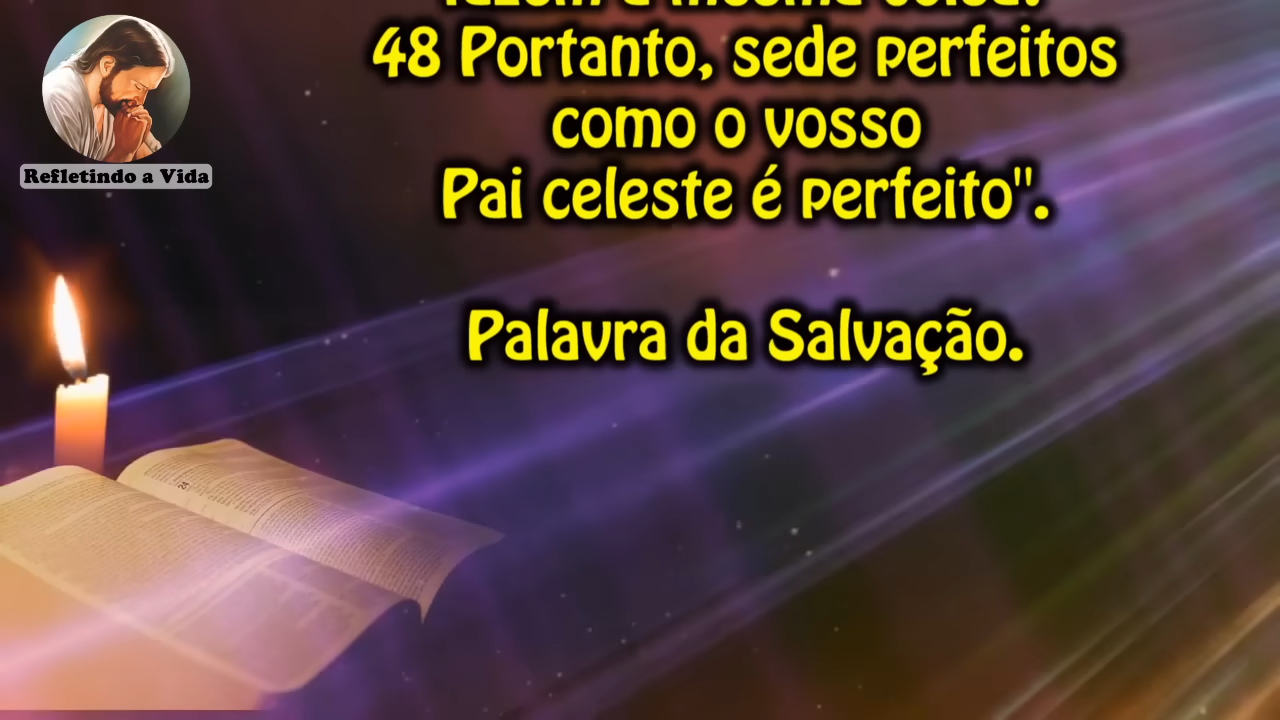 48 Portanto, sede perfeitos
como o vosso
Pai celeste é perfeito".
Palavra da Salvação.
Refletindo a Vida